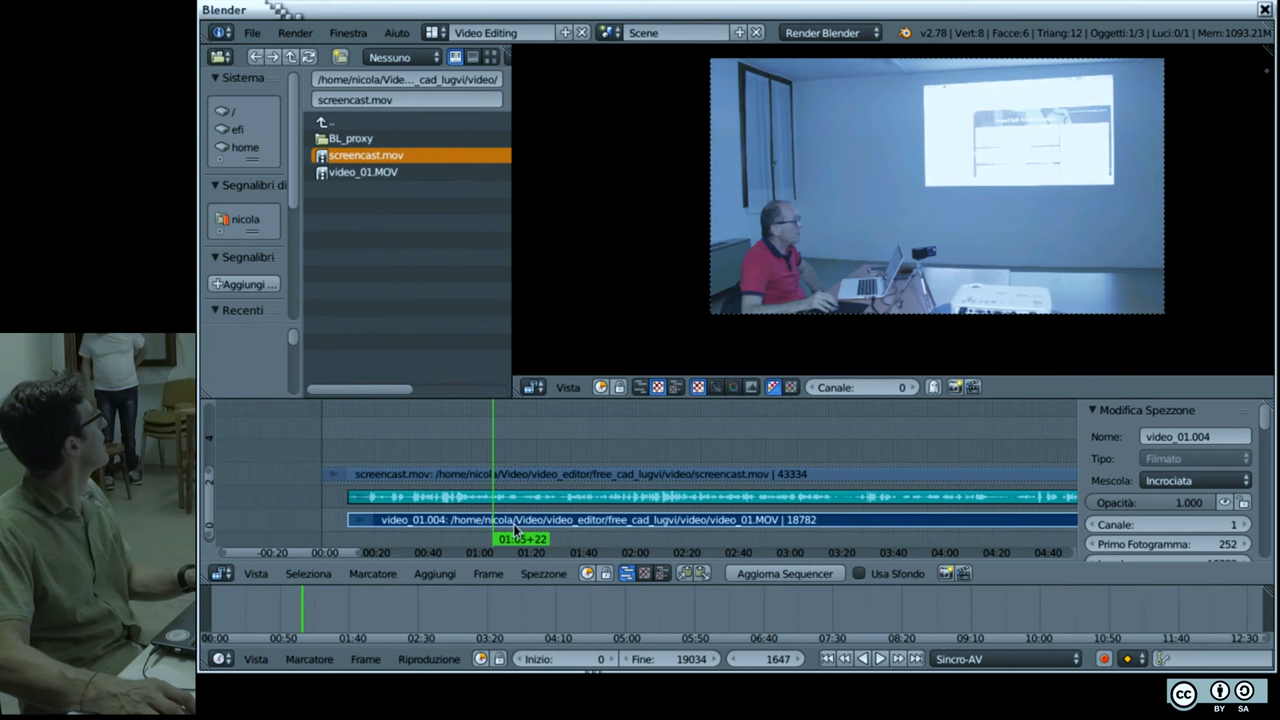 Blender
File Render Finestra Aiuto Video Editing Scene Render Blender v2.78 | Vert:8 | Facce:6 | Triang:12 | Oggetti:1/3 | Luci:0/1 | Mem:1093.21M
Nessuno
Sistema
/home/nicola/Vide..._cad_lugvi/video/
screencast.mov
/
efi
home
..
BL_proxy
screencast.mov
video_01.MOV
Segnalibri di
nicola
Segnalibri
Aggiungi ...
Recenti
Vista Canale: 0
4
2
0
screencast.mov: /home/nicola/Video/video_editor/free_cad_lugvi/video/screencast.mov | 43334
video_01.004: /home/nicola/Video/video_editor/free_cad_lugvi/video/video_01.MOV | 18782
01:05+22
-00:20 00:00 00:20 00:40 01:00 01:20 01:40 02:00 02:20 02:40 03:00 03:20 03:40 04:00 04:20 04:40
Modifica Spezzone
Nome: video_01.004
Tipo: Filmato
Mescola: Incrociata
Opacità: 1.000
Canale: 1
Primo Fotogramma: 252
Vista Seleziona Marcatore Aggiungi Frame Spezzone Aggiorna Sequencer Usa Sfondo
00:00 00:50 01:40 02:30 03:20 04:10 05:00 05:50 06:40 07:30 08:20 09:10 10:00 10:50 11:40 12:30
Vista Marcatore Frame Riproduzione Inizio: 0 Fine: 19034 1647 Sincro-AV
cc
BY SA